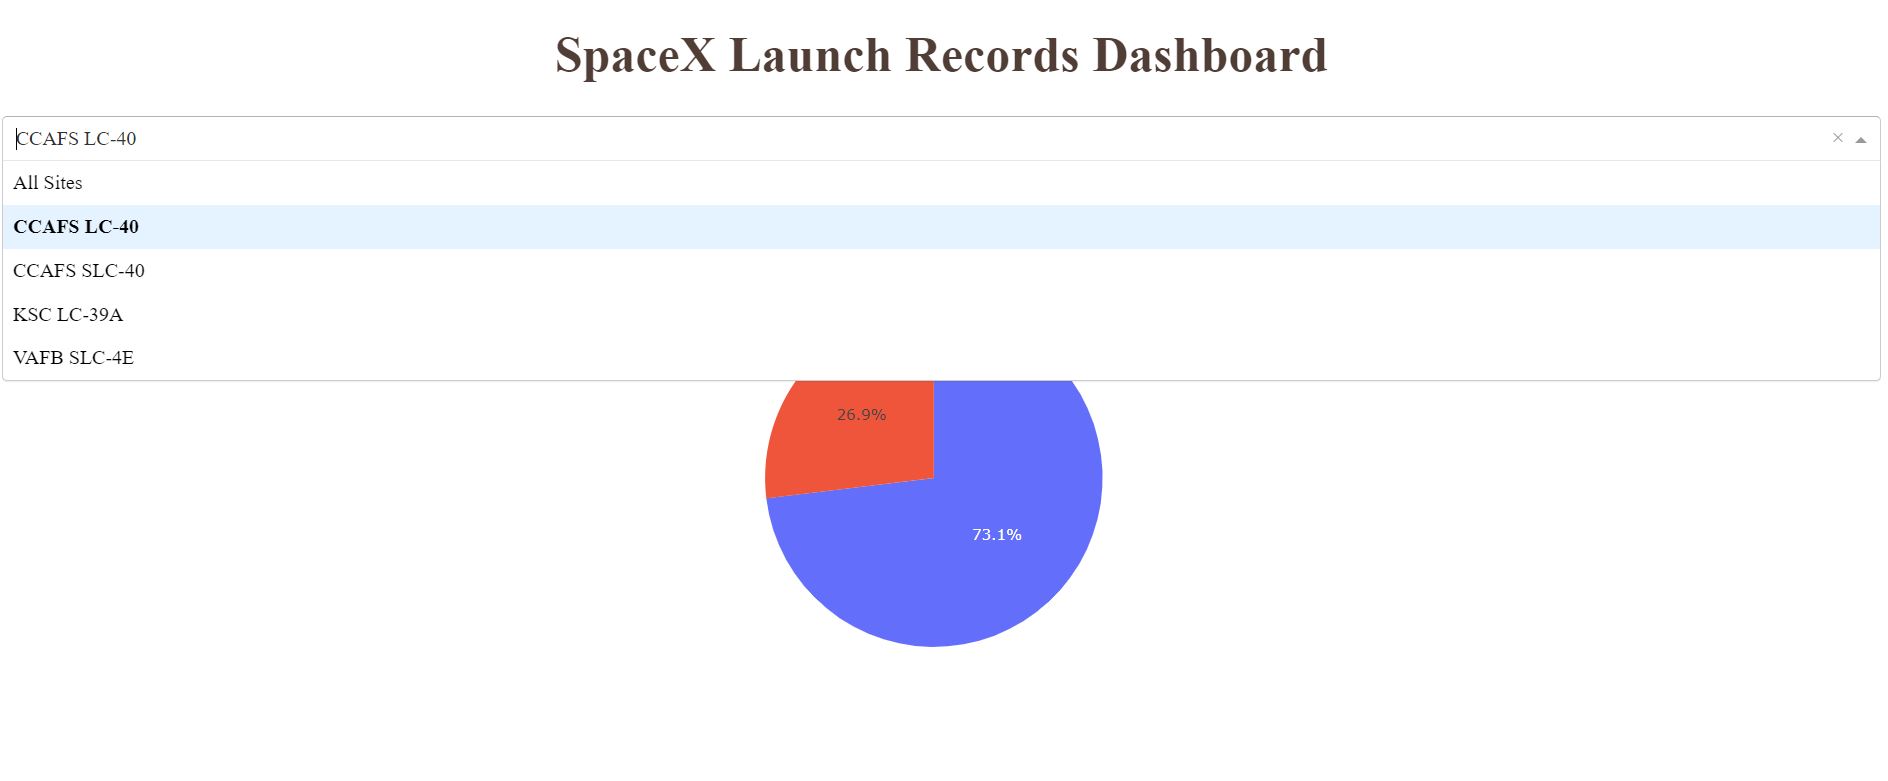 SpaceX Launch Records Dashboard
CCAFS LC-40
All Sites
CCAFS LC-40
CCAFS SLC-40
KSC LC-39A
VAFB SLC-4E
26.9%
73.1%